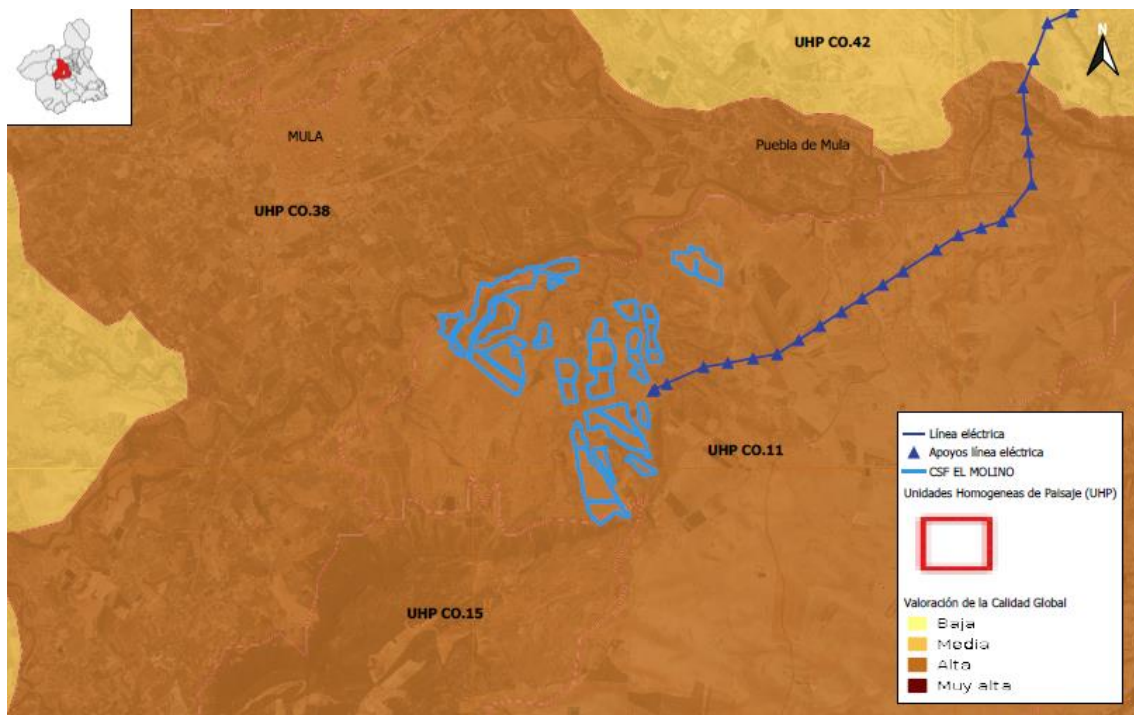 UHP CO.42
N
MULA
Puebla de Mula
UHP CO.38
UHP CO.11
UHP CO.15
Línea eléctrica
Apoyos línea eléctrica
CSF EL MOLINO
Unidades Homogeneas de Paisaje (UHP)
Valoración de la Calidad Global
Baja
Media
Alta
Muy alta